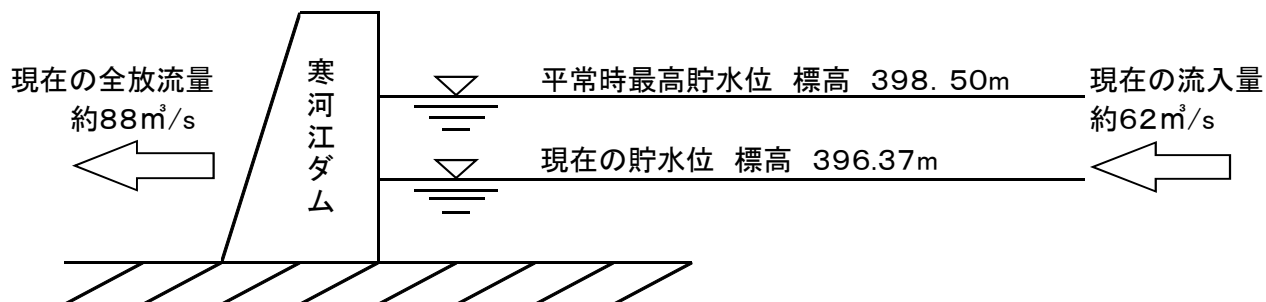 現在の全放流量
約88㎥/s
寒河江ダム
平常時最高貯水位 標高 398.50m
現在の貯水位 標高 396.37m
現在の流入量
約62㎥/s